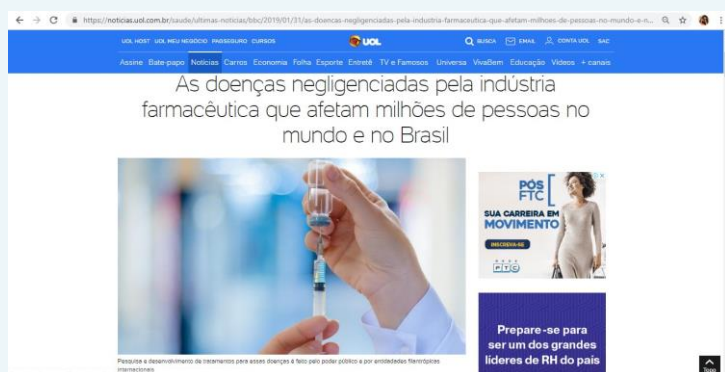 https://noticias.uol.com.br/saude/ultimas-noticias/bbc/2019/01/31/as-doencas-negligenciadas-pela-industria-farmaceutica-que-afetam-milhoes-de-pessoas-no-mundo-e-n...
UOL HOST UOL MEU NEGÓCIO PAGSEGURO CURSOS
UOL
BUSCA EMAIL CONTA UOL SAC
Assine Bate-papo Notícias Carros Economia Folha Esporte Entretê TV e Famosos Universa VivaBem Educação Vídeos + canais
As doenças negligenciadas pela indústria
farmacêutica que afetam milhões de pessoas no
mundo e no Brasil
PÓS
FTC
SUA CARREIRA EM
MOVIMENTO
INSCREVA-SE
FTC
Prepare-se para
ser um dos grandes
líderes de RH do país
Pesquisa e desenvolvimento de tratamentos para essas doenças é feito pelo poder público e por entidades filantrópicas
internacionais
Topo